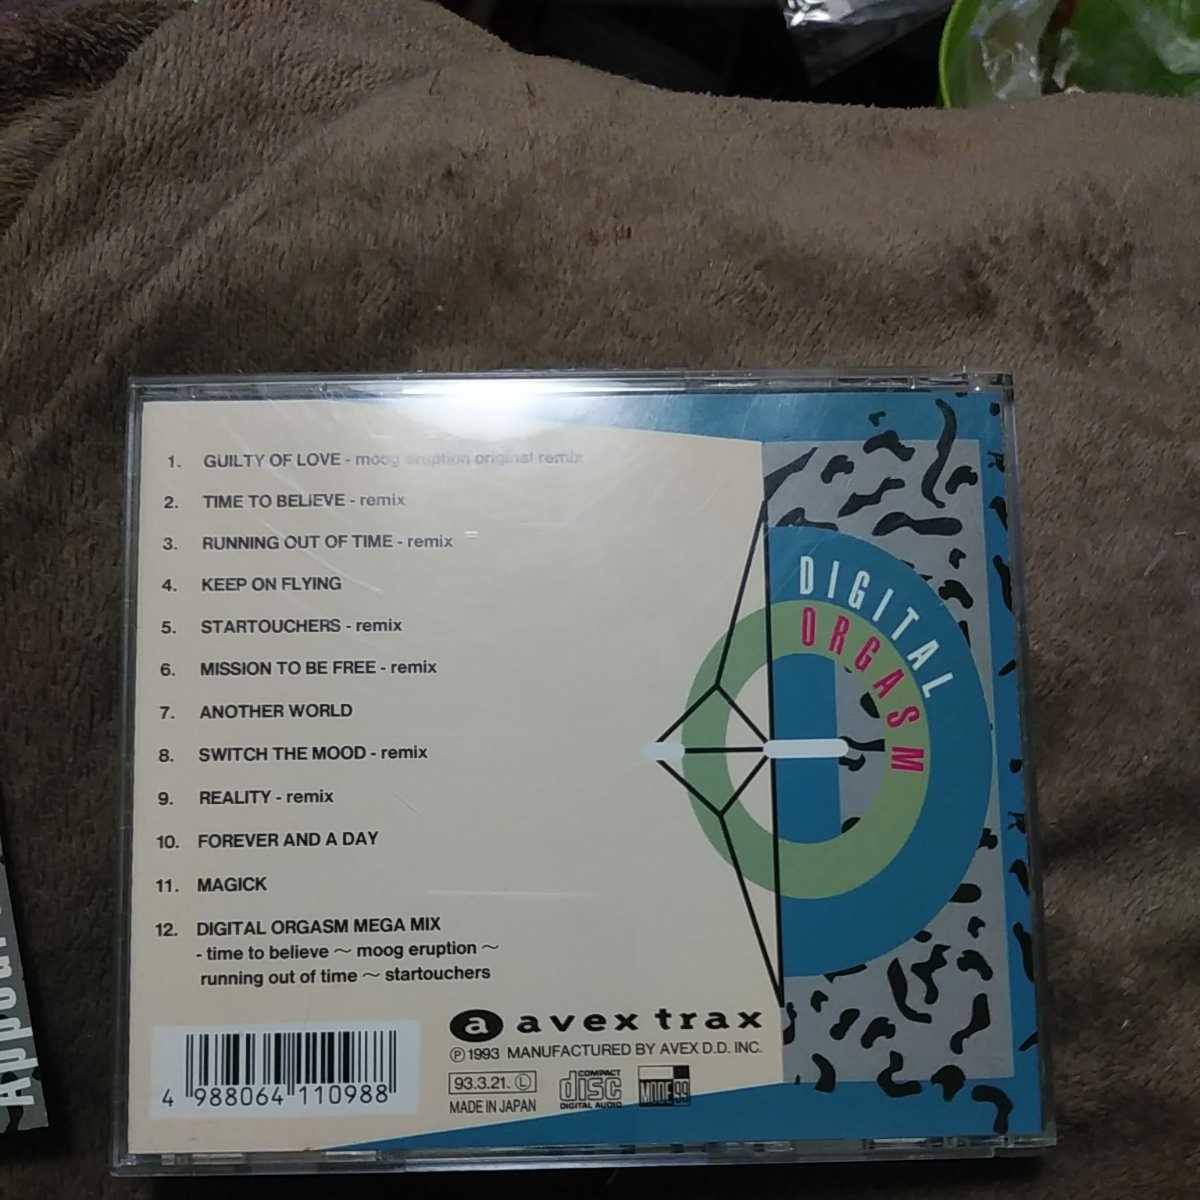 1. GUILTY OF LOVE - moog eruption original remix
2. TIME TO BELIEVE - remix
3. RUNNING OUT OF TIME - remix
4. KEEP ON FLYING
5. STARTOUCHERS - remix
6. MISSION TO BE FREE - remix
7. ANOTHER WORLD
8. SWITCH THE MOOD - remix
9. REALITY - remix
10. FOREVER AND A DAY
11. MAGICK
12. DIGITAL ORGASM MEGA MIX
- time to believe ～ moog eruption ～
running out of time ～ startouchers
DIGITAL
ORGASM
a avex trax
Ⓟ1993 MANUFACTURED BY AVEX D.D. INC.
93.3.21. Ⓛ
MADE IN JAPAN
COMPACT
disc
DIGITAL AUDIO
MODE 99
4 988064 110988